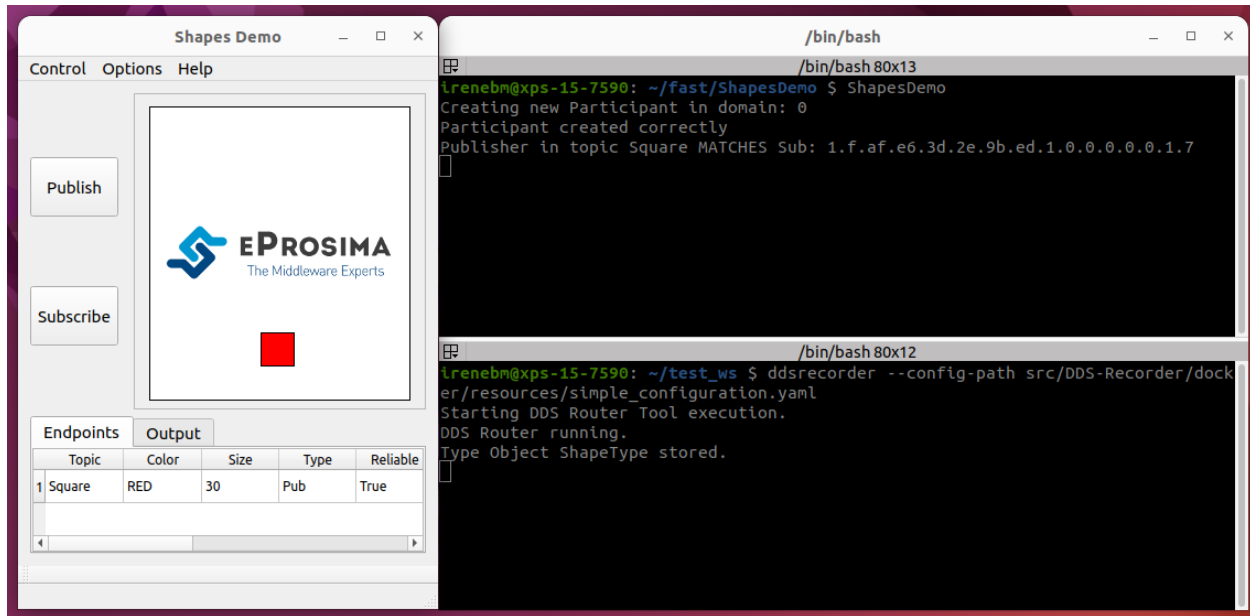 Shapes Demo
Control Options Help
Publish
Subscribe
EPROSIMA
The Middleware Experts
Endpoints Output
Topic Color Size Type Reliable
1 Square RED 30 Pub True
/bin/bash
/bin/bash 80x13
irenebm@xps-15-7590: ~/fast/ShapesDemo $ ShapesDemo
Creating new Participant in domain: 0
Participant created correctly
Publisher in topic Square MATCHES Sub: 1.f.af.e6.3d.2e.9b.ed.1.0.0.0.0.0.1.7
/bin/bash 80x12
irenebm@xps-15-7590: ~/test_ws $ ddsrecorder --config-path src/DDS-Recorder/dock
er/resources/simple_configuration.yaml
Starting DDS Router Tool execution.
DDS Router running.
Type Object ShapeType stored.